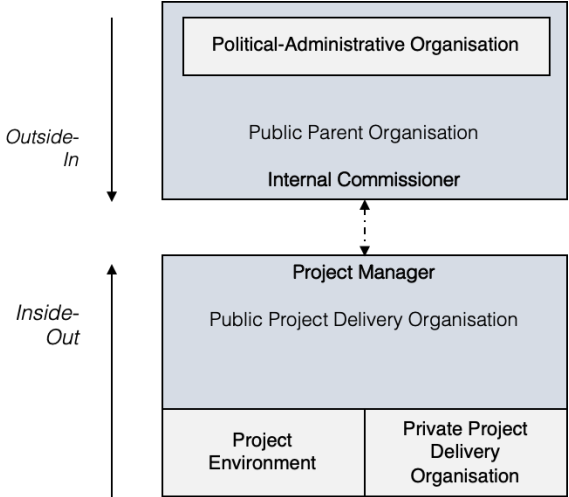 Political-Administrative Organisation
Outside-
In
Public Parent Organisation
Internal Commissioner
Project Manager
Inside-
Out
Public Project Delivery Organisation
Project
Environment
Private Project
Delivery
Organisation